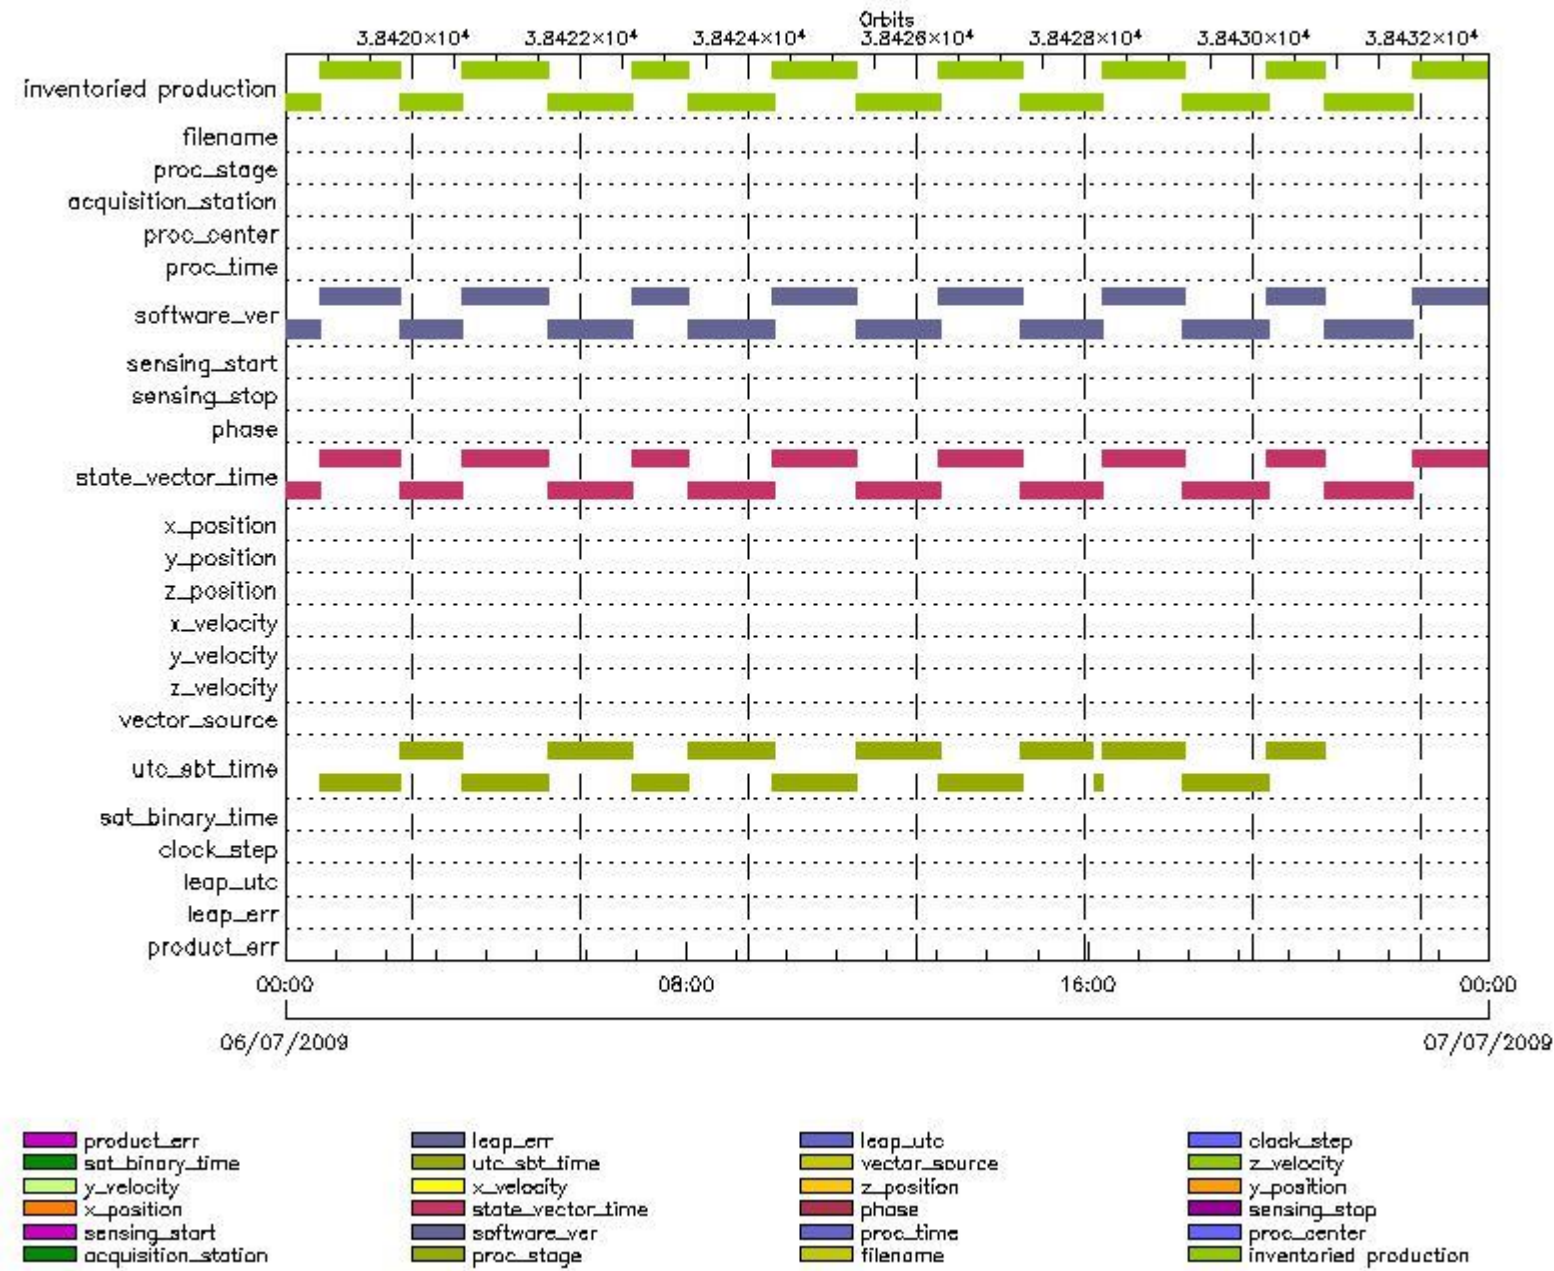 Orbits
3.8420×10⁴ 3.8422×10⁴ 3.8424×10⁴ 3.8426×10⁴ 3.8428×10⁴ 3.8430×10⁴ 3.8432×10⁴
inventoried production
filename
proc_stage
acquisition_station
proc_center
proc_time
software_ver
sensing_start
sensing_stop
phase
state_vector_time
x_position
y_position
z_position
x_velocity
y_velocity
z_velocity
vector_source
utc_sbt_time
sat_binary_time
clock_step
leap_utc
leap_err
product_err
00:00 08:00 16:00 00:00
06/07/2009 07/07/2009
product_err leap_err leap_utc clock_step
sat_binary_time utc_sbt_time vector_source z_velocity
y_velocity x_velocity z_position y_position
x_position state_vector_time phase sensing_stop
sensing_start software_ver proc_time proc_center
acquisition_station proc_stage filename inventoried production